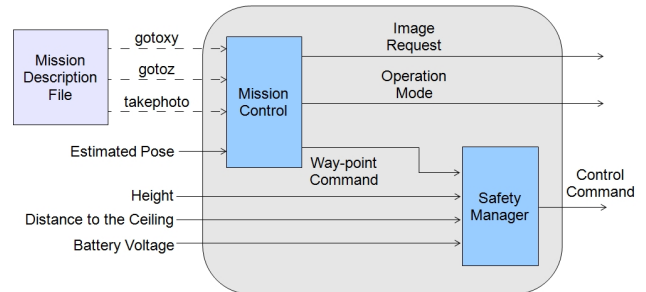 Mission
Description
File
gotoxy
gotoz
takephoto
Estimated Pose
Height
Distance to the Ceiling
Battery Voltage
Mission
Control
Image
Request
Operation
Mode
Way-point
Command
Safety
Manager
Control
Command